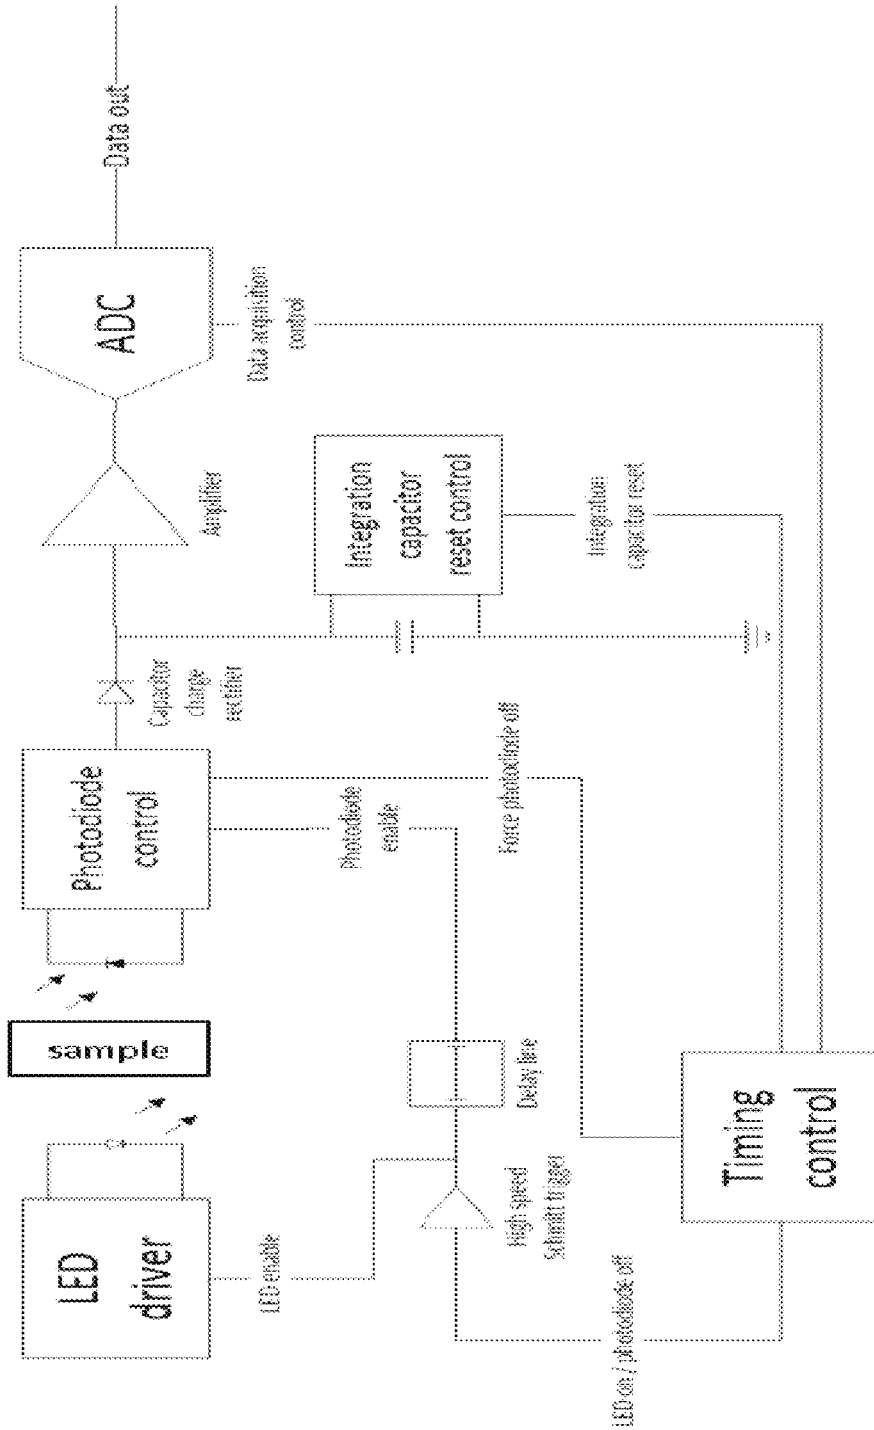 LED
driver
sample
Photodiode
control
Capacitor
charge
rectifier
Amplifier
ADC
Data out
LED enable
Photodiode
enable
Force photodiode off
Integration
capacitor
reset control
Data acquisition
control
High speed
Schmitt trigger
Delay line
Integration
capacitor reset
LED on / photodiode off
Timing
control